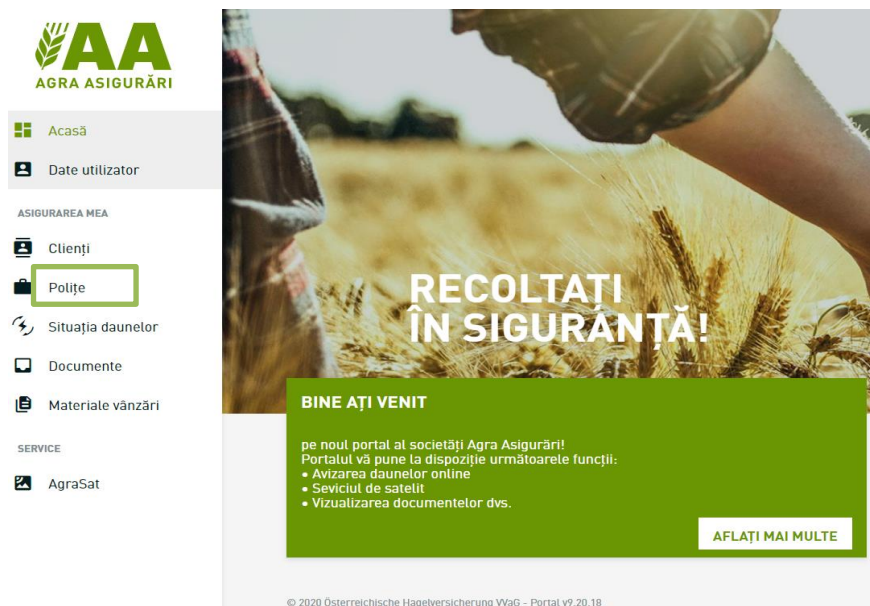 AA
AGRA ASIGURĂRI
Acasă
Date utilizator
ASIGURAREA MEA
Clienți
Polițe
Situația daunelor
Documente
Materiale vânzări
SERVICE
AgraSat
RECOLTAȚI
ÎN SIGURANȚĂ!
BINE AȚI VENIT
pe noul portal al societăți Agra Asigurări!
Portalul vă pune la dispoziție următoarele funcții:
• Avizarea daunelor online
• Seviciul de satelit
• Vizualizarea documentelor dvs.
AFLAȚI MAI MULTE
© 2020 Österreichische Hagelversicherung VVaG - Portal v9.20.18